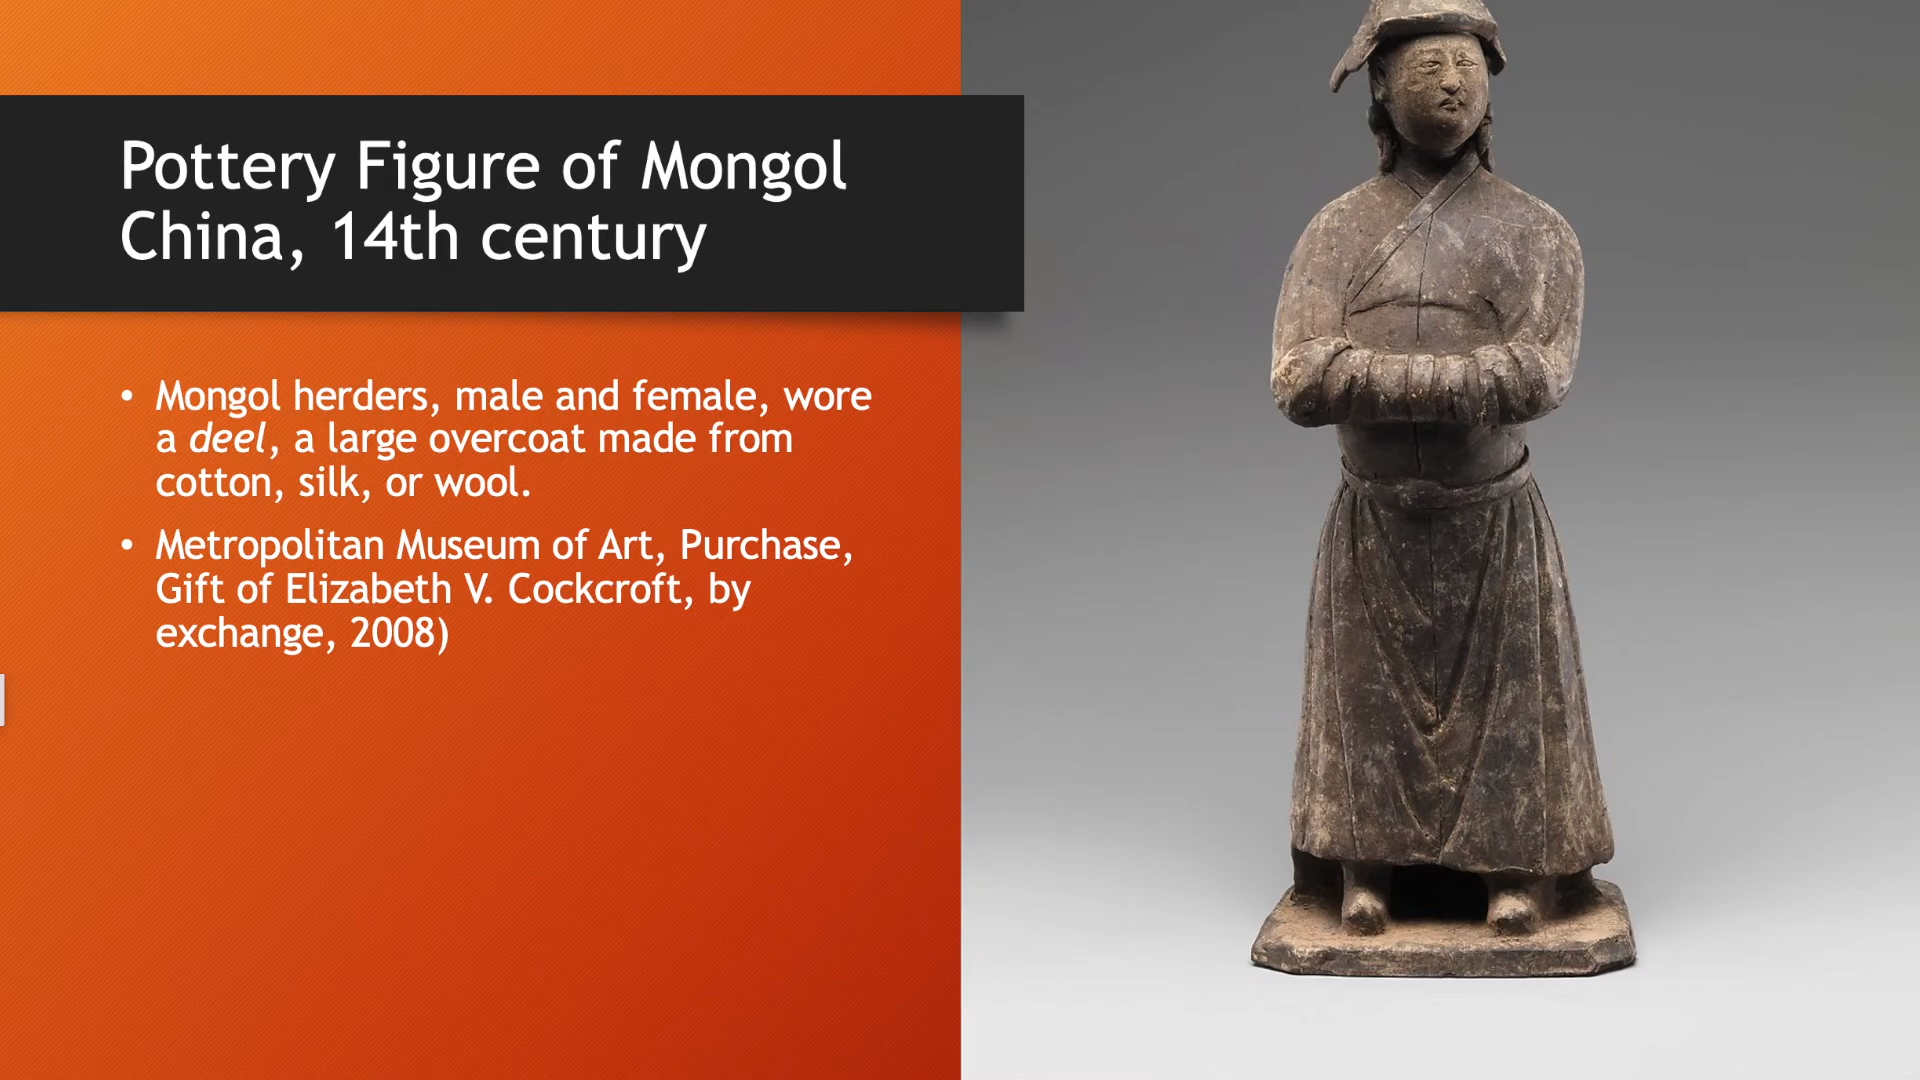 Pottery Figure of Mongol
China, 14th century
• Mongol herders, male and female, wore
a deel, a large overcoat made from
cotton, silk, or wool.
• Metropolitan Museum of Art, Purchase,
Gift of Elizabeth V. Cockcroft, by
exchange, 2008)